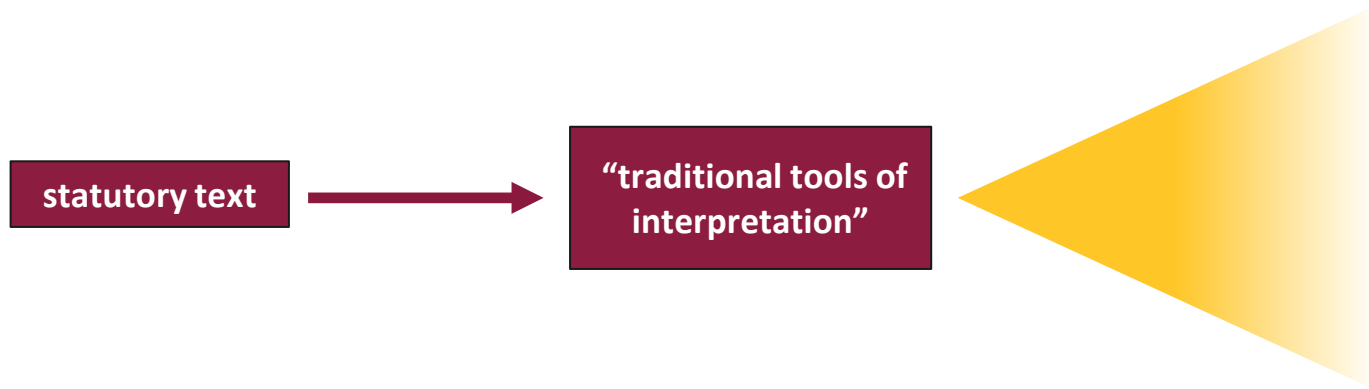 statutory text
“traditional tools of
interpretation”